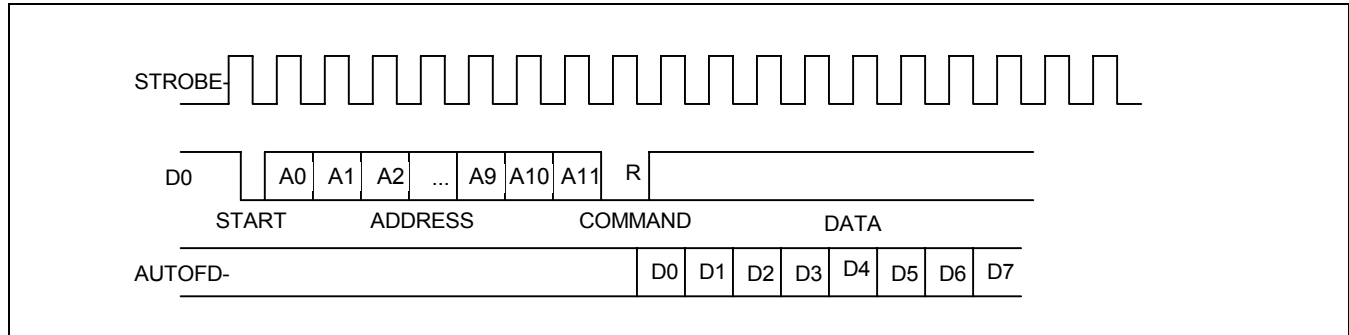 STROBE-
D0 A0 A1 A2 ... A9 A10 A11 R
START ADDRESS COMMAND DATA
AUTOFD- D0 D1 D2 D3 D4 D5 D6 D7